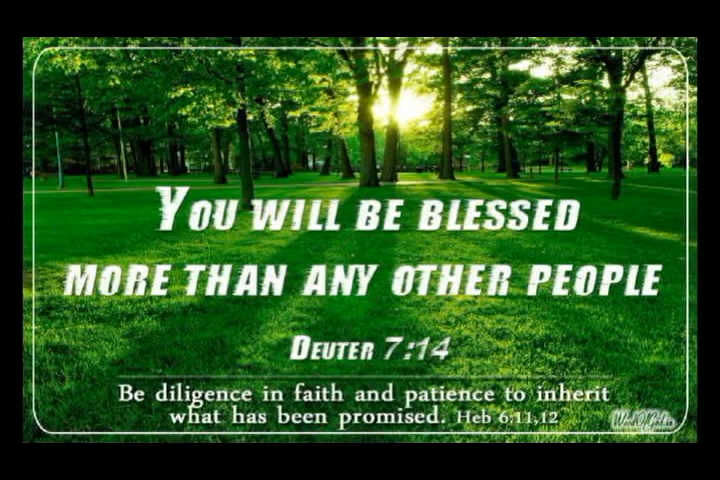 YOU WILL BE BLESSED
MORE THAN ANY OTHER PEOPLE
DEUTER 7:14
Be diligence in faith and patience to inherit
what has been promised. Heb 6:11,12